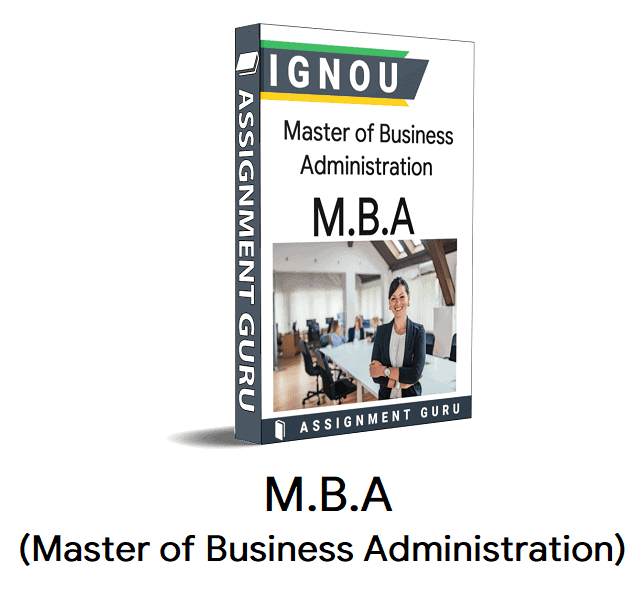 IGNOU
Master of Business
Administration
M.B.A
ASSIGNMENT GURU
ASSIGNMENT GURU
M.B.A
(Master of Business Administration)